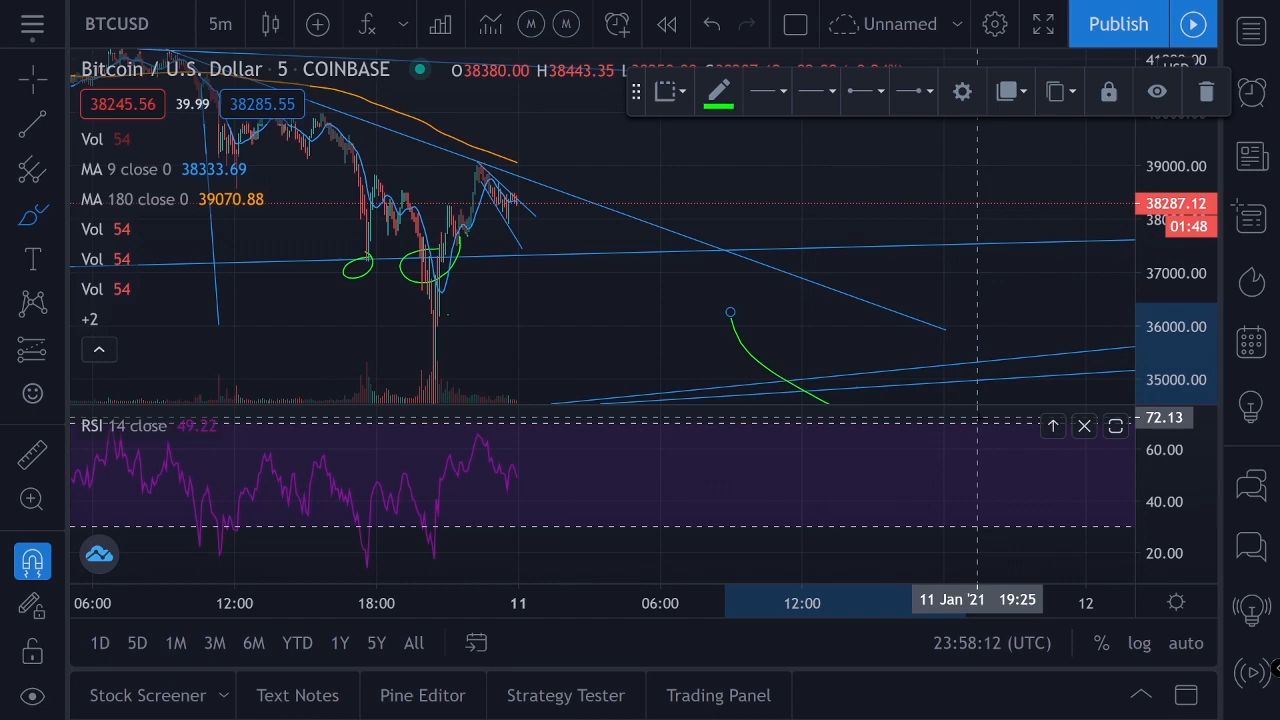 BTCUSD 5m Unnamed Publish
Bitcoin / U.S. Dollar · 5 · COINBASE O38380.00 H38443.35
38245.56 39.99 38285.55
Vol 54
MA 9 close 0 38333.69
MA 180 close 0 39070.88
Vol 54
Vol 54
Vol 54
+2
39000.00
38287.12
01:48
37000.00
36000.00
35000.00
RSI 14 close 49.22
72.13
60.00
40.00
20.00
06:00 12:00 18:00 11 06:00 12:00 11 Jan '21 19:25 12
1D 5D 1M 3M 6M YTD 1Y 5Y All 23:58:12 (UTC) % log auto
Stock Screener Text Notes Pine Editor Strategy Tester Trading Panel